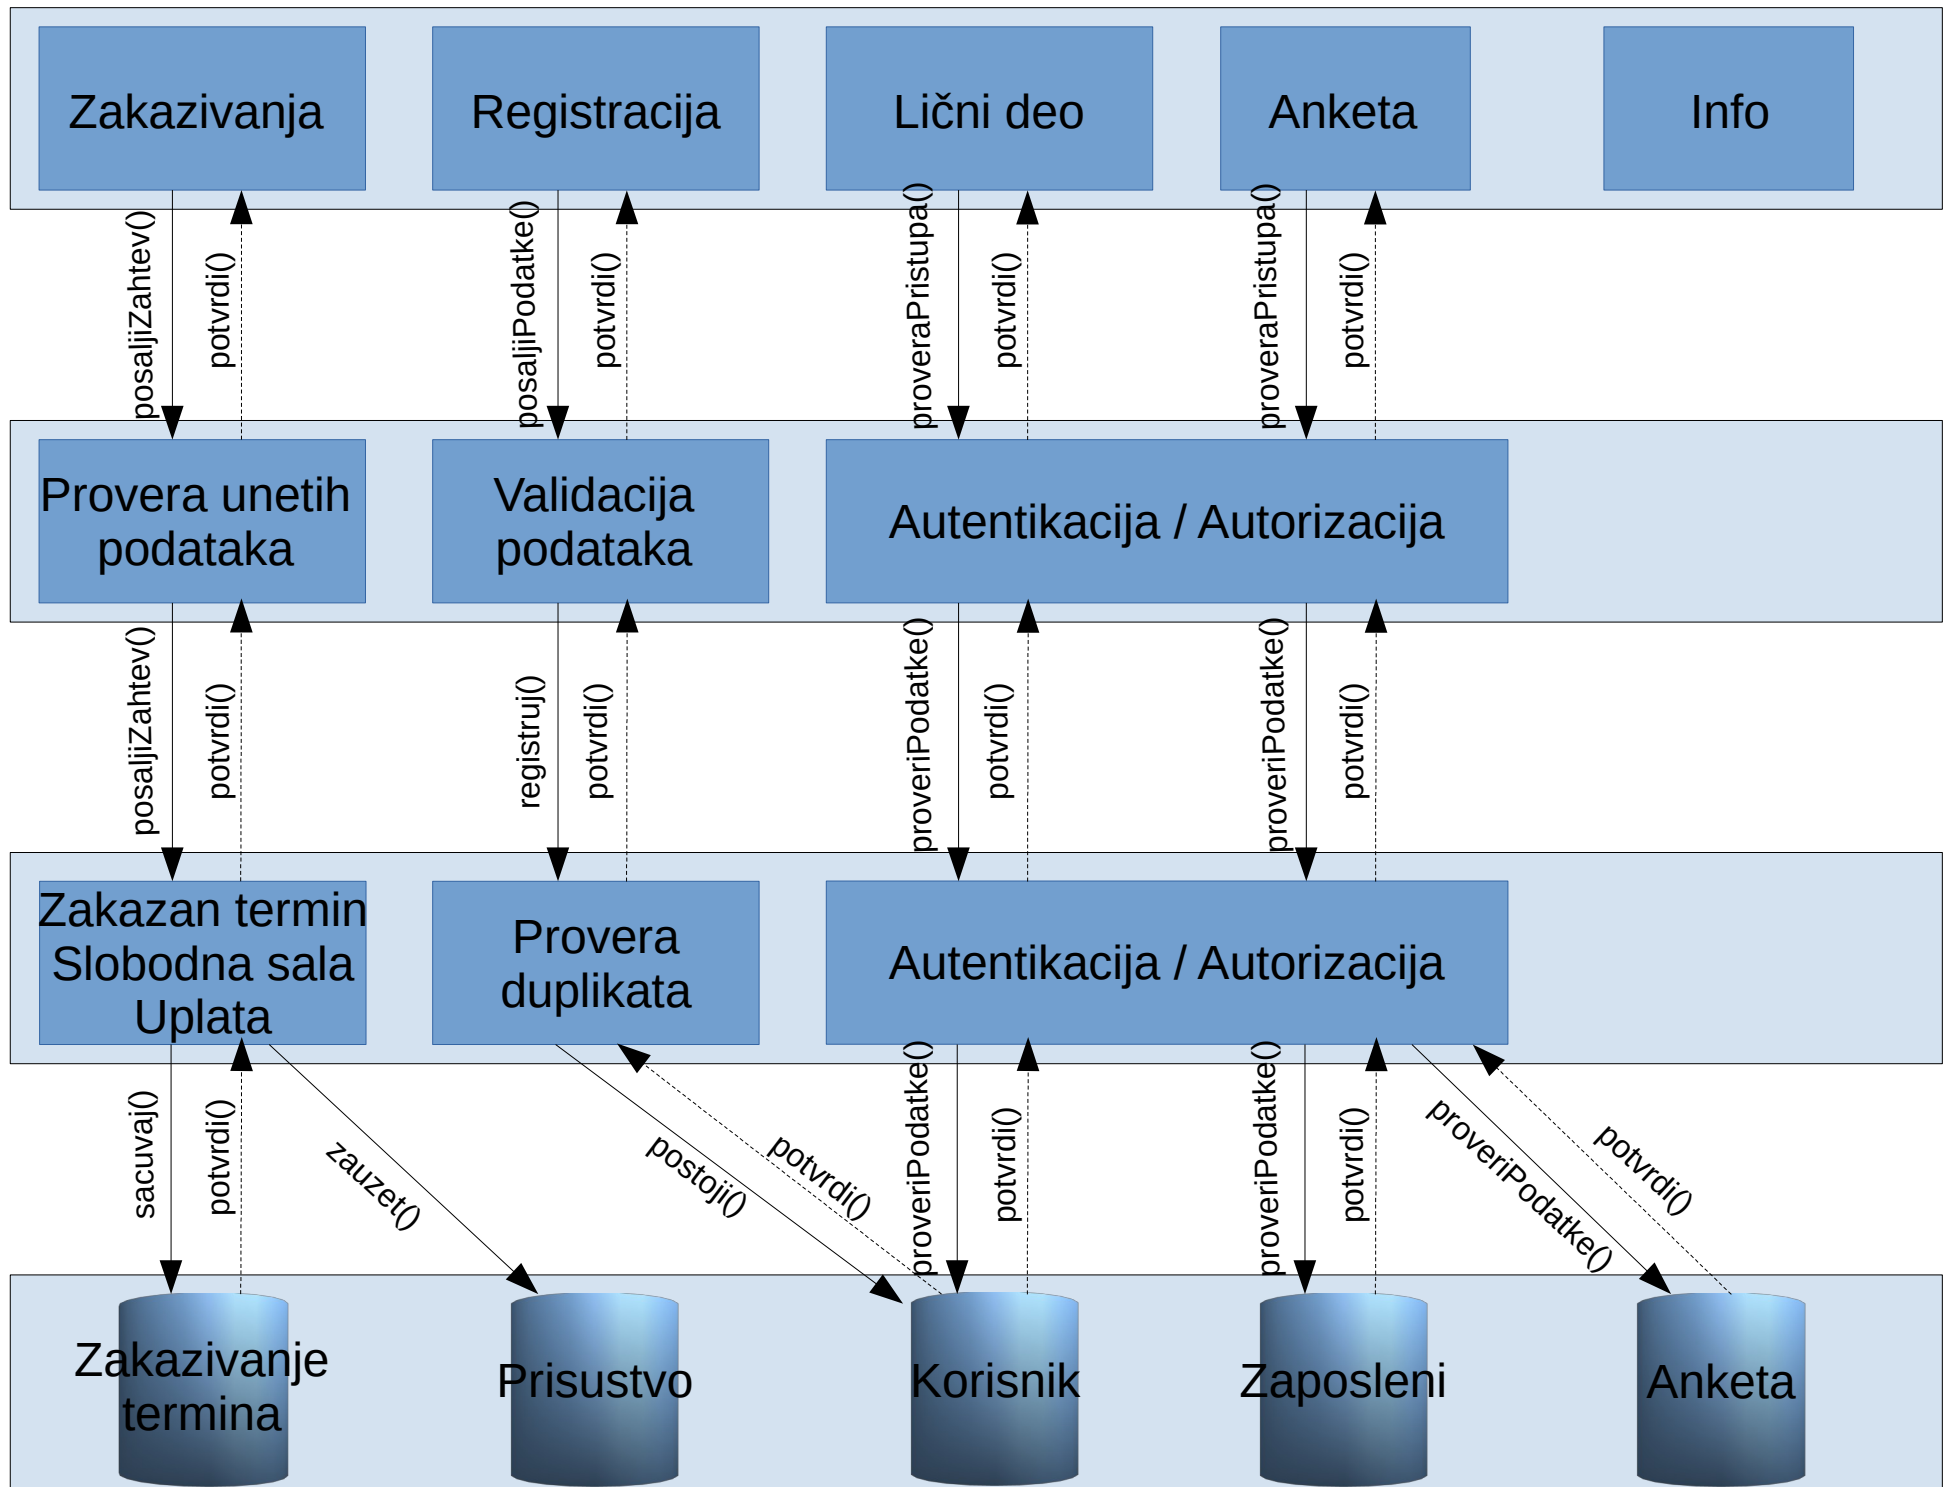 Zakazivanja
Registracija
Lični deo
Anketa
Info
posaljiZahtev()
potvrdi()
posaljiPodatke()
potvrdi()
proveraPristupa()
potvrdi()
proveraPristupa()
potvrdi()
Provera unetih
podataka
Validacija
podataka
Autentikacija / Autorizacija
posaljiZahtev()
potvrdi()
registruj()
potvrdi()
proveriPodatke()
potvrdi()
proveriPodatke()
potvrdi()
Zakazan termin
Slobodna sala
Uplata
Provera
duplikata
Autentikacija / Autorizacija
sacuvaj()
potvrdi()
zauzet()
postoji()
potvrdi()
proveriPodatke()
potvrdi()
proveriPodatke()
potvrdi()
proveriPodatke()
potvrdi()
Zakazivanje
termina
Prisustvo
Korisnik
Zaposleni
Anketa